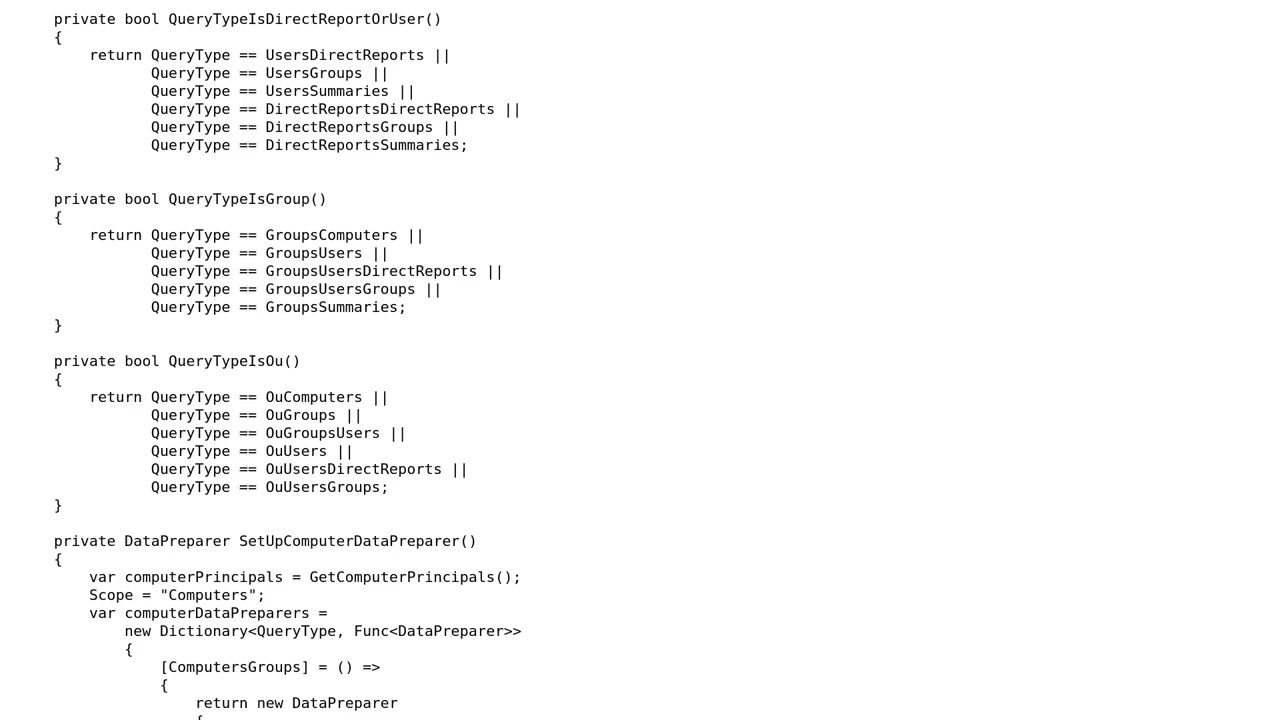 private bool QueryTypeIsDirectReportOrUser()
{
    return QueryType == UsersDirectReports ||
           QueryType == UsersGroups ||
           QueryType == UsersSummaries ||
           QueryType == DirectReportsDirectReports ||
           QueryType == DirectReportsGroups ||
           QueryType == DirectReportsSummaries;
}

private bool QueryTypeIsGroup()
{
    return QueryType == GroupsComputers ||
           QueryType == GroupsUsers ||
           QueryType == GroupsUsersDirectReports ||
           QueryType == GroupsUsersGroups ||
           QueryType == GroupsSummaries;
}

private bool QueryTypeIsOu()
{
    return QueryType == OuComputers ||
           QueryType == OuGroups ||
           QueryType == OuGroupsUsers ||
           QueryType == OuUsers ||
           QueryType == OuUsersDirectReports ||
           QueryType == OuUsersGroups;
}

private DataPreparer SetUpComputerDataPreparer()
{
    var computerPrincipals = GetComputerPrincipals();
    Scope = "Computers";
    var computerDataPreparers =
        new Dictionary<QueryType, Func<DataPreparer>>
        {
            [ComputersGroups] = () =>
            {
                return new DataPreparer
                {